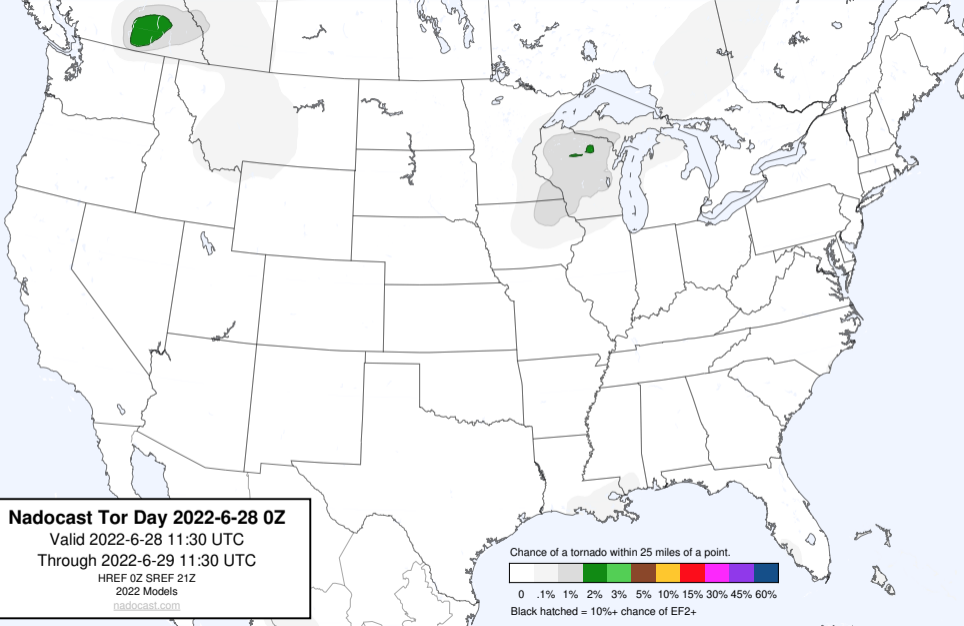 Nadocast Tor Day 2022-6-28 0Z
Valid 2022-6-28 11:30 UTC
Through 2022-6-29 11:30 UTC
HREF 0Z SREF 21Z
2022 Models
nadocast.com
Chance of a tornado within 25 miles of a point.
0 .1% 1% 2% 3% 5% 10% 15% 30% 45% 60%
Black hatched = 10%+ chance of EF2+